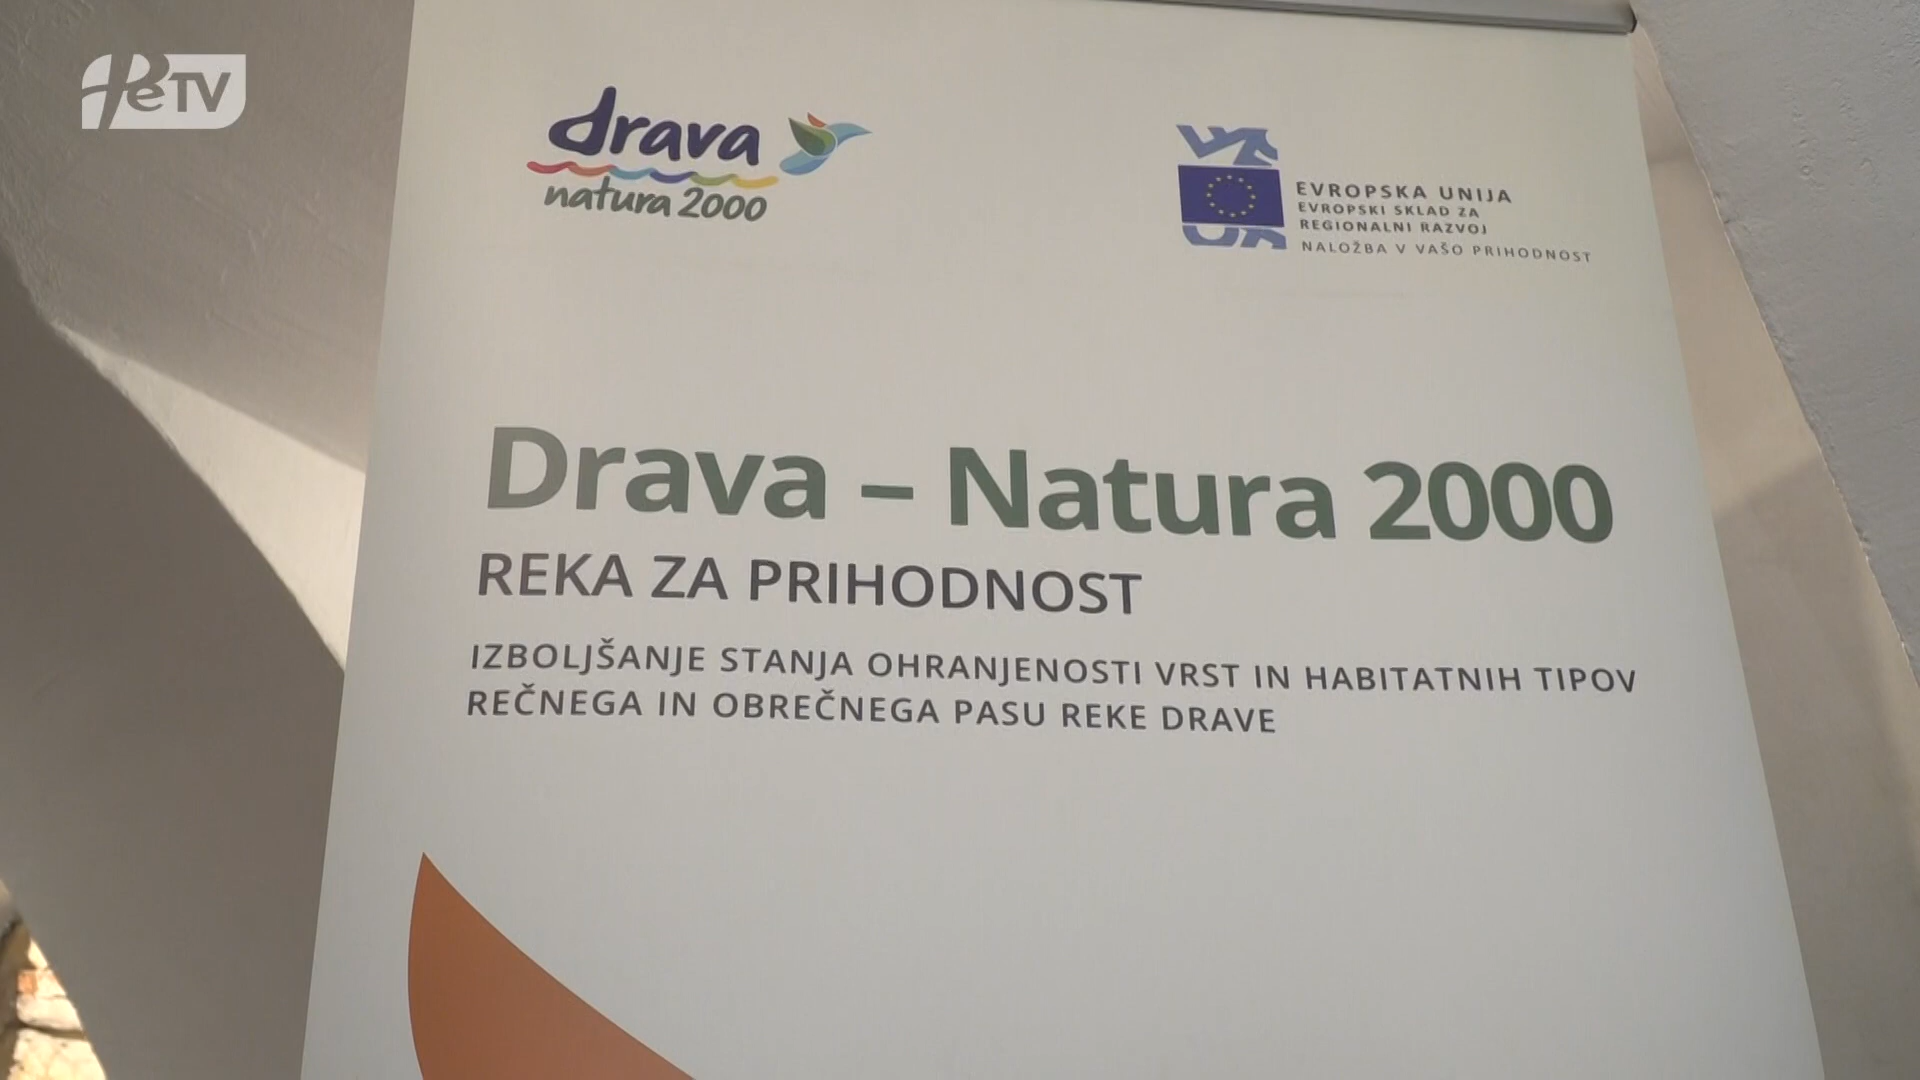 PeTV
drava
natura 2000
EVROPSKA UNIJA
EVROPSKI SKLAD ZA
REGIONALNI RAZVOJ
NALOŽBA V VAŠO PRIHODNOST
Drava – Natura 2000
REKA ZA PRIHODNOST
IZBOLJŠANJE STANJA OHRANJENOSTI VRST IN HABITATNIH TIPOV
REČNEGA IN OBREČNEGA PASU REKE DRAVE